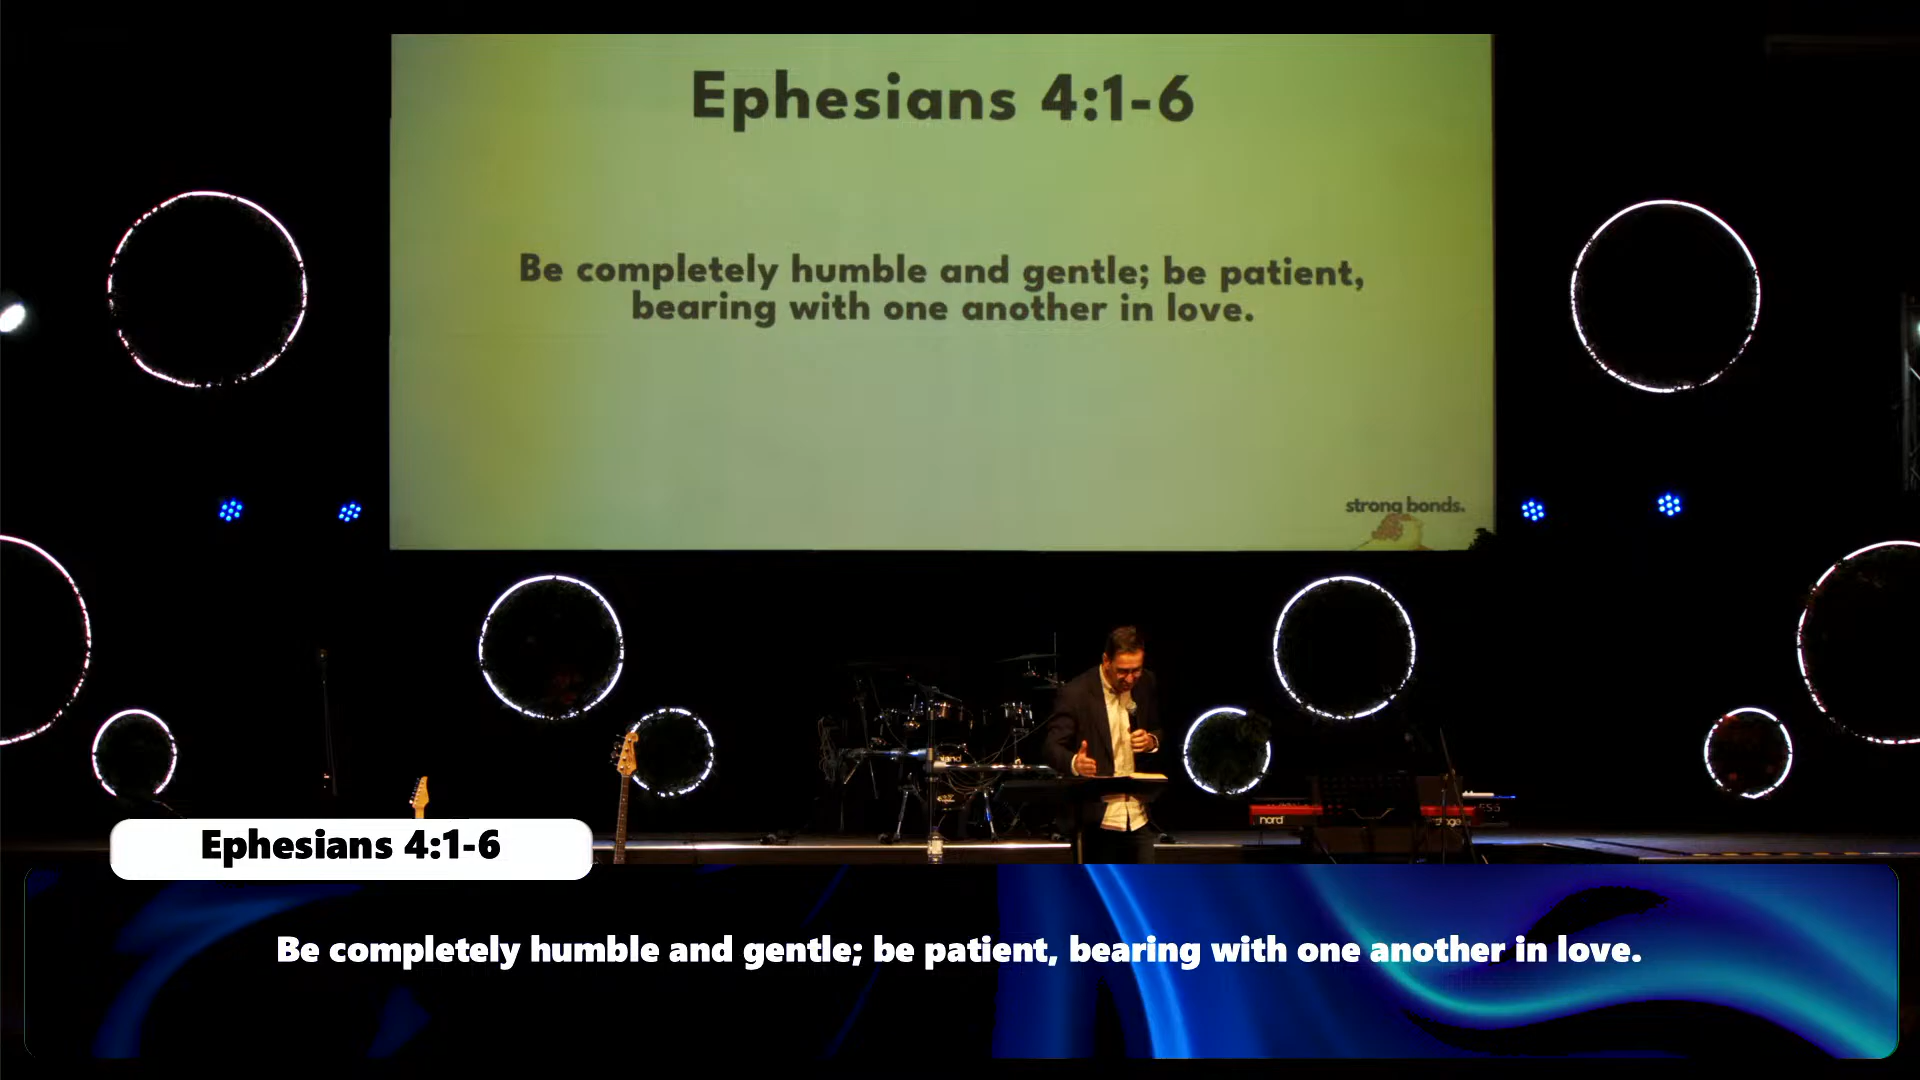 Ephesians 4:1-6
Be completely humble and gentle; be patient,
bearing with one another in love.
strong bonds.
nord
Ephesians 4:1-6
Be completely humble and gentle; be patient, bearing with one another in love.